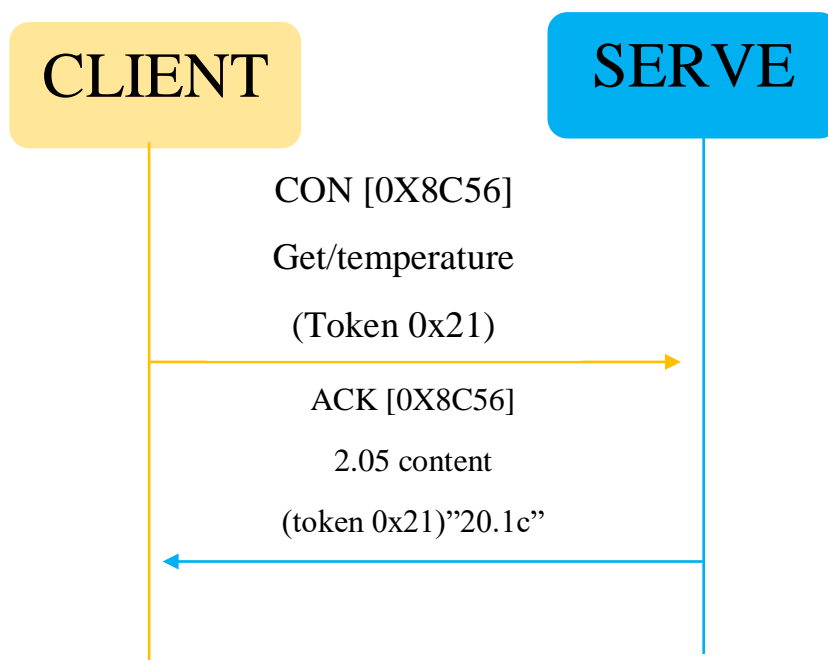 CLIENT
SERVE
CON [0X8C56]
Get/temperature
(Token 0x21)
ACK [0X8C56]
2.05 content
(token 0x21)”20.1c”